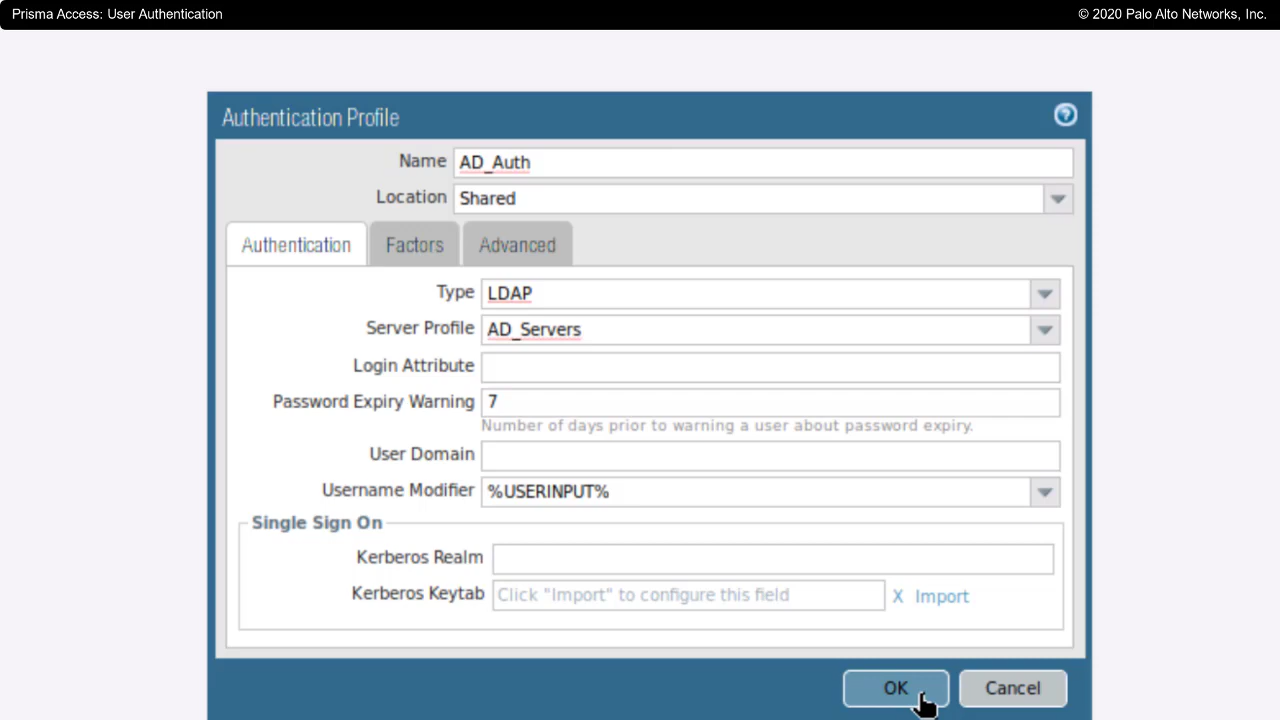 Prisma Access: User Authentication
© 2020 Palo Alto Networks, Inc.
Authentication Profile
?
Name AD_Auth
Location Shared
Authentication Factors Advanced
Type LDAP
Server Profile AD_Servers
Login Attribute
Password Expiry Warning 7
Number of days prior to warning a user about password expiry.
User Domain
Username Modifier %USERINPUT%
Single Sign On
Kerberos Realm
Kerberos Keytab Click "Import" to configure this field X Import
OK Cancel